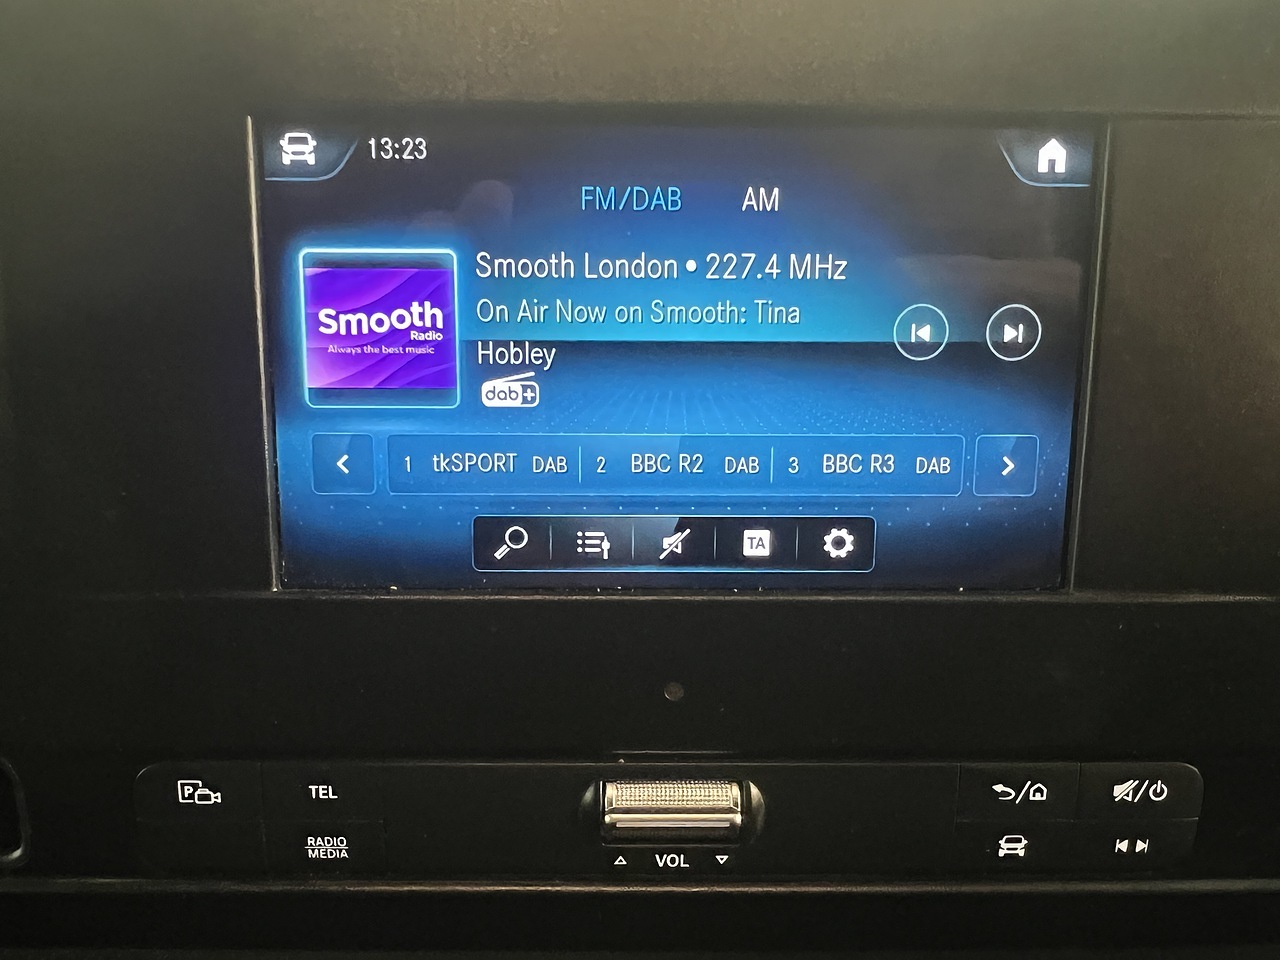 13:23
FM/DAB AM
Smooth London • 227.4 MHz
On Air Now on Smooth: Tina
Hobley
Smooth
Radio
Always the best music
dab+
1 tkSPORT DAB 2 BBC R2 DAB 3 BBC R3 DAB
TA
P TEL
RADIO
MEDIA
VOL